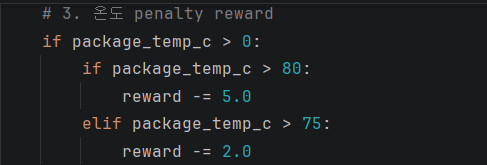 # 3. 온도 penalty reward
if package_temp_c > 0:
if package_temp_c > 80:
reward -= 5.0
elif package_temp_c > 75:
reward -= 2.0